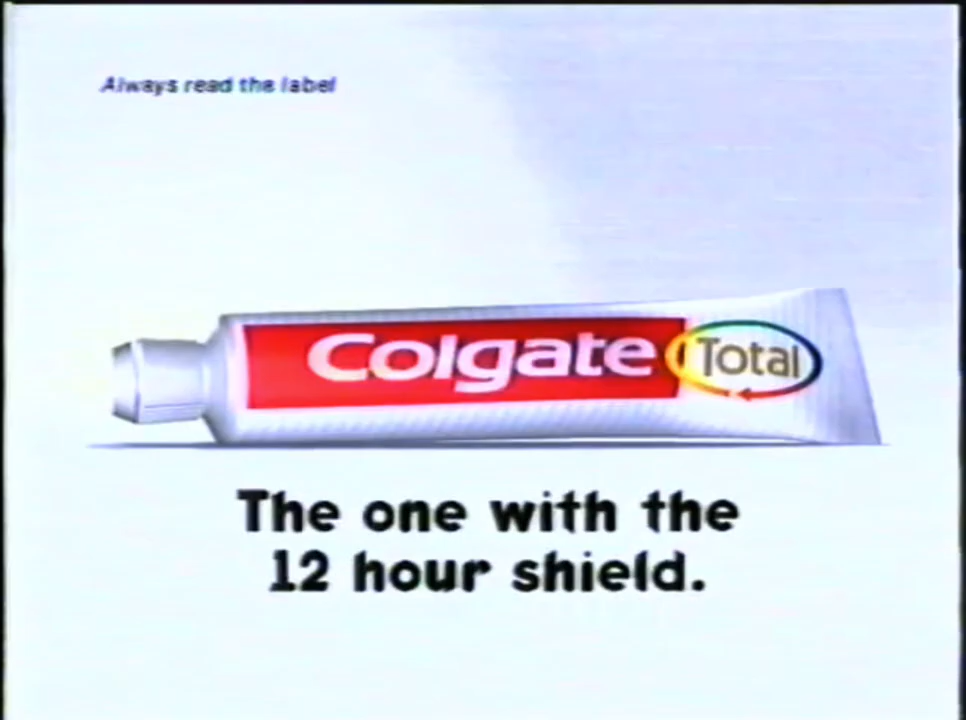 Always read the label
Colgate Total
The one with the
12 hour shield.